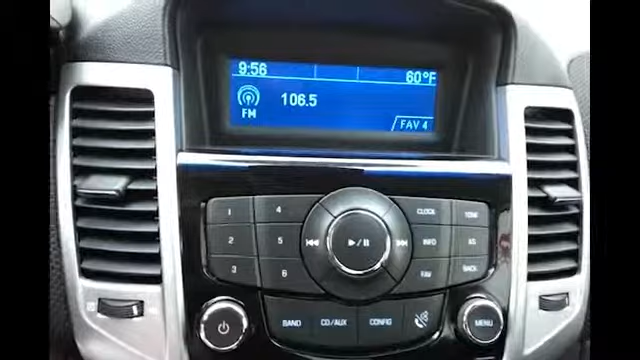 9:56
60°F
106.5
FM
FAV 4
1 4 CLOCK TONE
2 5 INFO AS
3 6 FAV BACK
BAND CD/AUX CONFIG
MENU